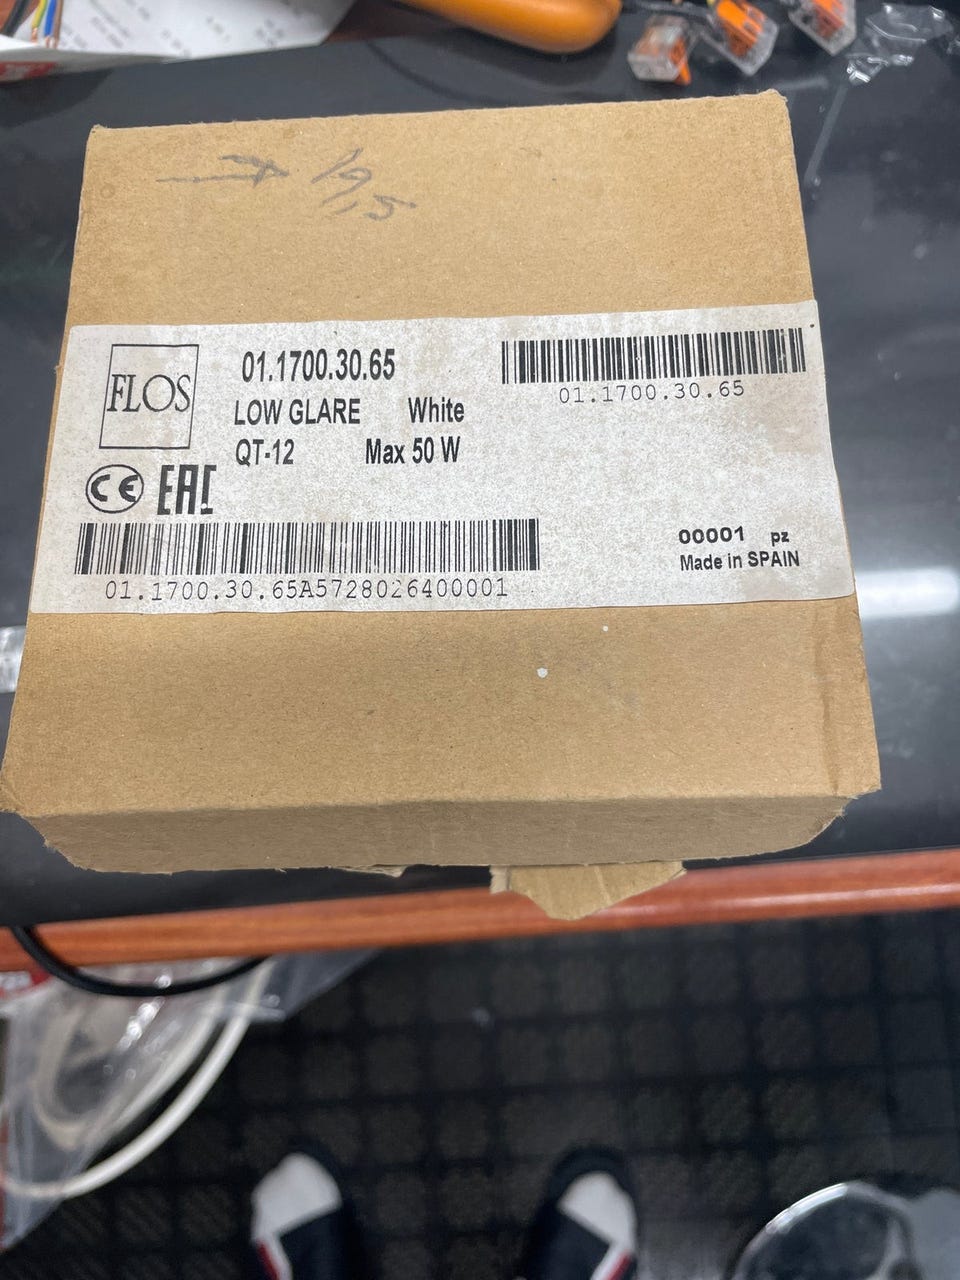 → 19,5
FLOS
01.1700.30.65
LOW GLARE White
QT-12 Max 50 W
01.1700.30.65
CE EAC
01.1700.30.65A5728026400001
00001 pz
Made in SPAIN